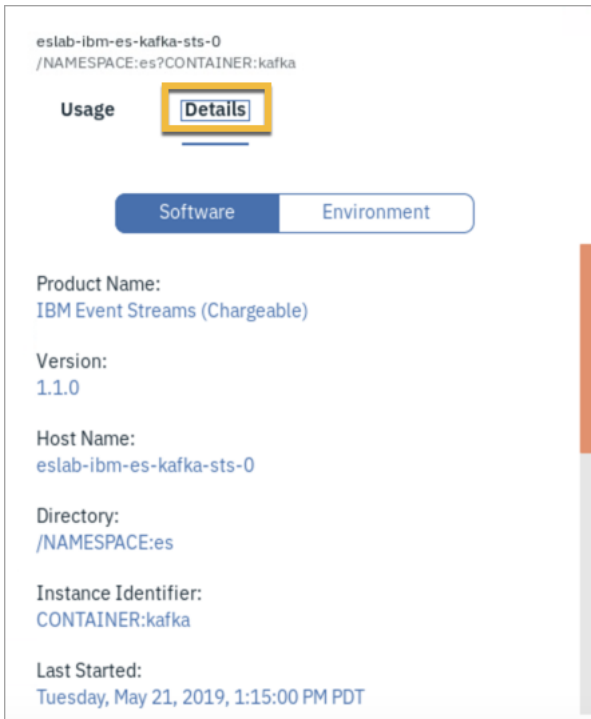 eslab-ibm-es-kafka-sts-0
/NAMESPACE:es?CONTAINER:kafka
Usage Details
Software Environment
Product Name:
IBM Event Streams (Chargeable)
Version:
1.1.0
Host Name:
eslab-ibm-es-kafka-sts-0
Directory:
/NAMESPACE:es
Instance Identifier:
CONTAINER:kafka
Last Started:
Tuesday, May 21, 2019, 1:15:00 PM PDT